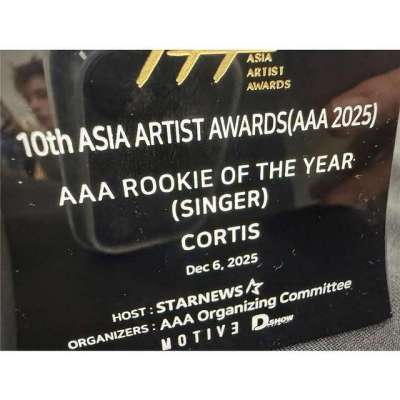 ASIA
ARTIST
AWARDS
10th ASIA ARTIST AWARDS(AAA 2025)
AAA ROOKIE OF THE YEAR
(SINGER)
CORTIS
Dec 6, 2025
HOST : STARNEWS
ORGANIZERS : AAA Organizing Committee
MOTIV3 D.SHOW